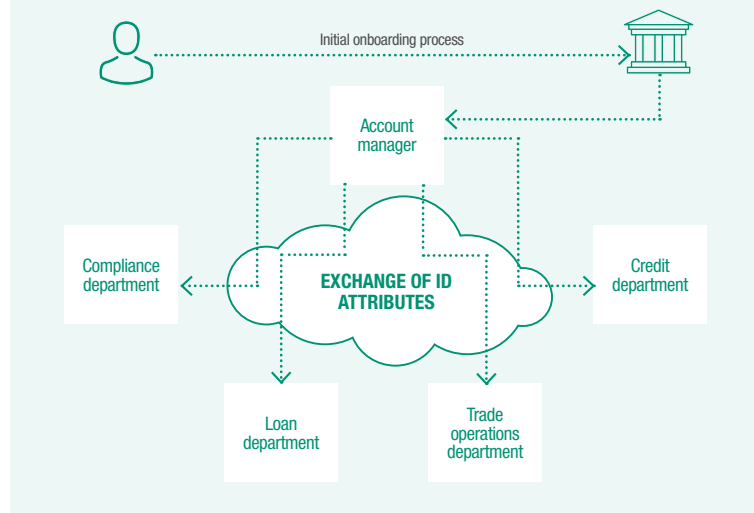 Initial onboarding process
Account
manager
Compliance
department
EXCHANGE OF ID
ATTRIBUTES
Credit
department
Loan
department
Trade
operations
department